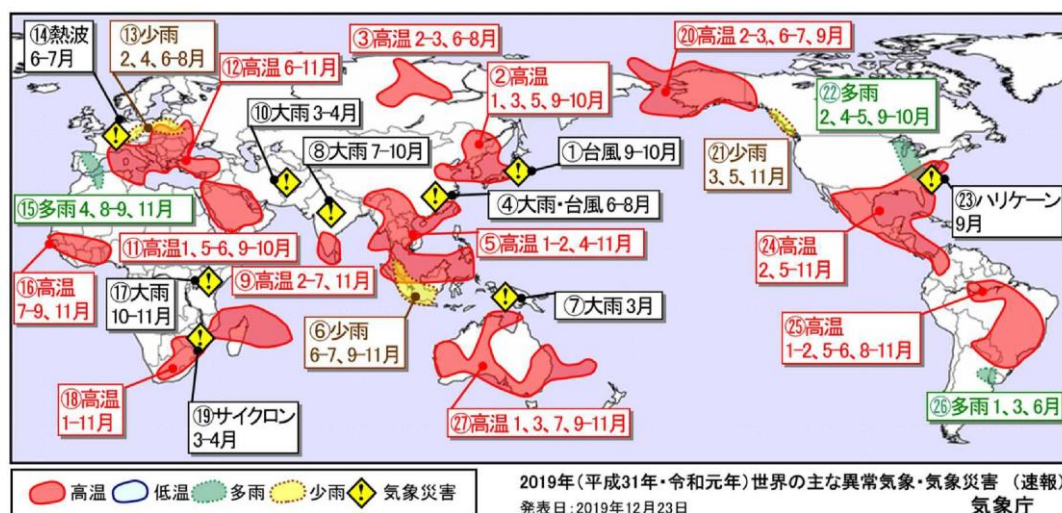 ⑭熱波
6-7月
⑬少雨
2、4、6-8月
③高温 2-3、6-8月
⑳高温 2-3、6-7、9月
⑫高温 6-11月
②高温
1、3、5、9-10月
㉒多雨
2、4-5、9-10月
⑩大雨 3-4月
⑧大雨 7-10月
①台風 9-10月
㉑少雨
3、5、11月
⑮多雨 4、8-9、11月
④大雨・台風 6-8月
㉓ハリケーン
9月
⑪高温1、5-6、9-10月
⑤高温 1-2、4-11月
㉔高温
2、5-11月
⑯高温
7-9、11月
⑨高温 2-7、11月
⑰大雨
10-11月
⑦大雨 3月
⑥少雨
6-7、9-11月
㉕高温
1-2、5-6、8-11月
⑱高温
1-11月
⑲サイクロン
3-4月
㉗高温 1、3、7、9-11月
㉖多雨 1、3、6月
高温 低温 多雨 少雨 気象災害
2019年(平成31年・令和元年)世界の主な異常気象・気象災害 (速報)
発表日:2019年12月23日 気象庁